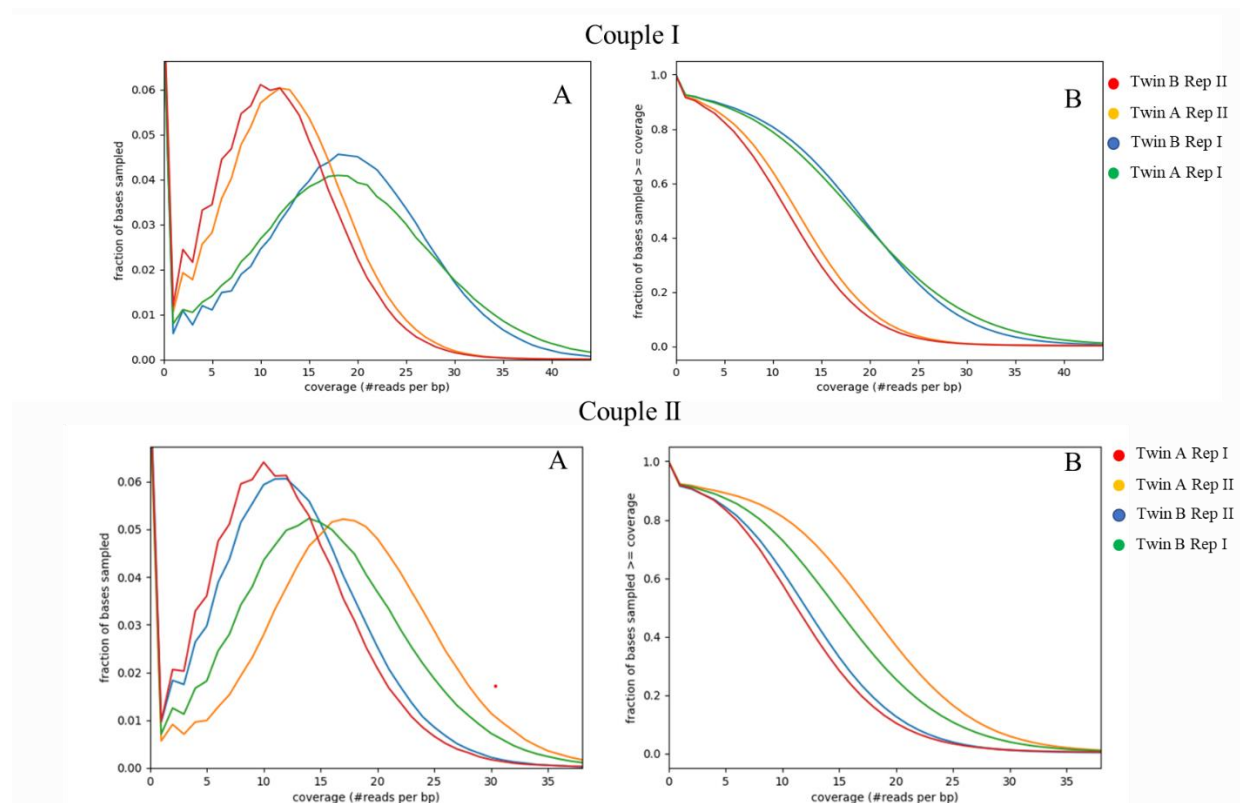 Couple I
A
fraction of bases sampled
0.06
0.05
0.04
0.03
0.02
0.01
0.00
0 5 10 15 20 25 30 35 40
coverage (#reads per bp)
B
fraction of bases sampled >= coverage
1.0
0.8
0.6
0.4
0.2
0.0
0 5 10 15 20 25 30 35 40
coverage (#reads per bp)
Twin B Rep II
Twin A Rep II
Twin B Rep I
Twin A Rep I
Couple II
A
fraction of bases sampled
0.06
0.05
0.04
0.03
0.02
0.01
0.00
0 5 10 15 20 25 30 35
coverage (#reads per bp)
B
fraction of bases sampled >= coverage
1.0
0.8
0.6
0.4
0.2
0.0
0 5 10 15 20 25 30 35
coverage (#reads per bp)
Twin A Rep I
Twin A Rep II
Twin B Rep II
Twin B Rep I